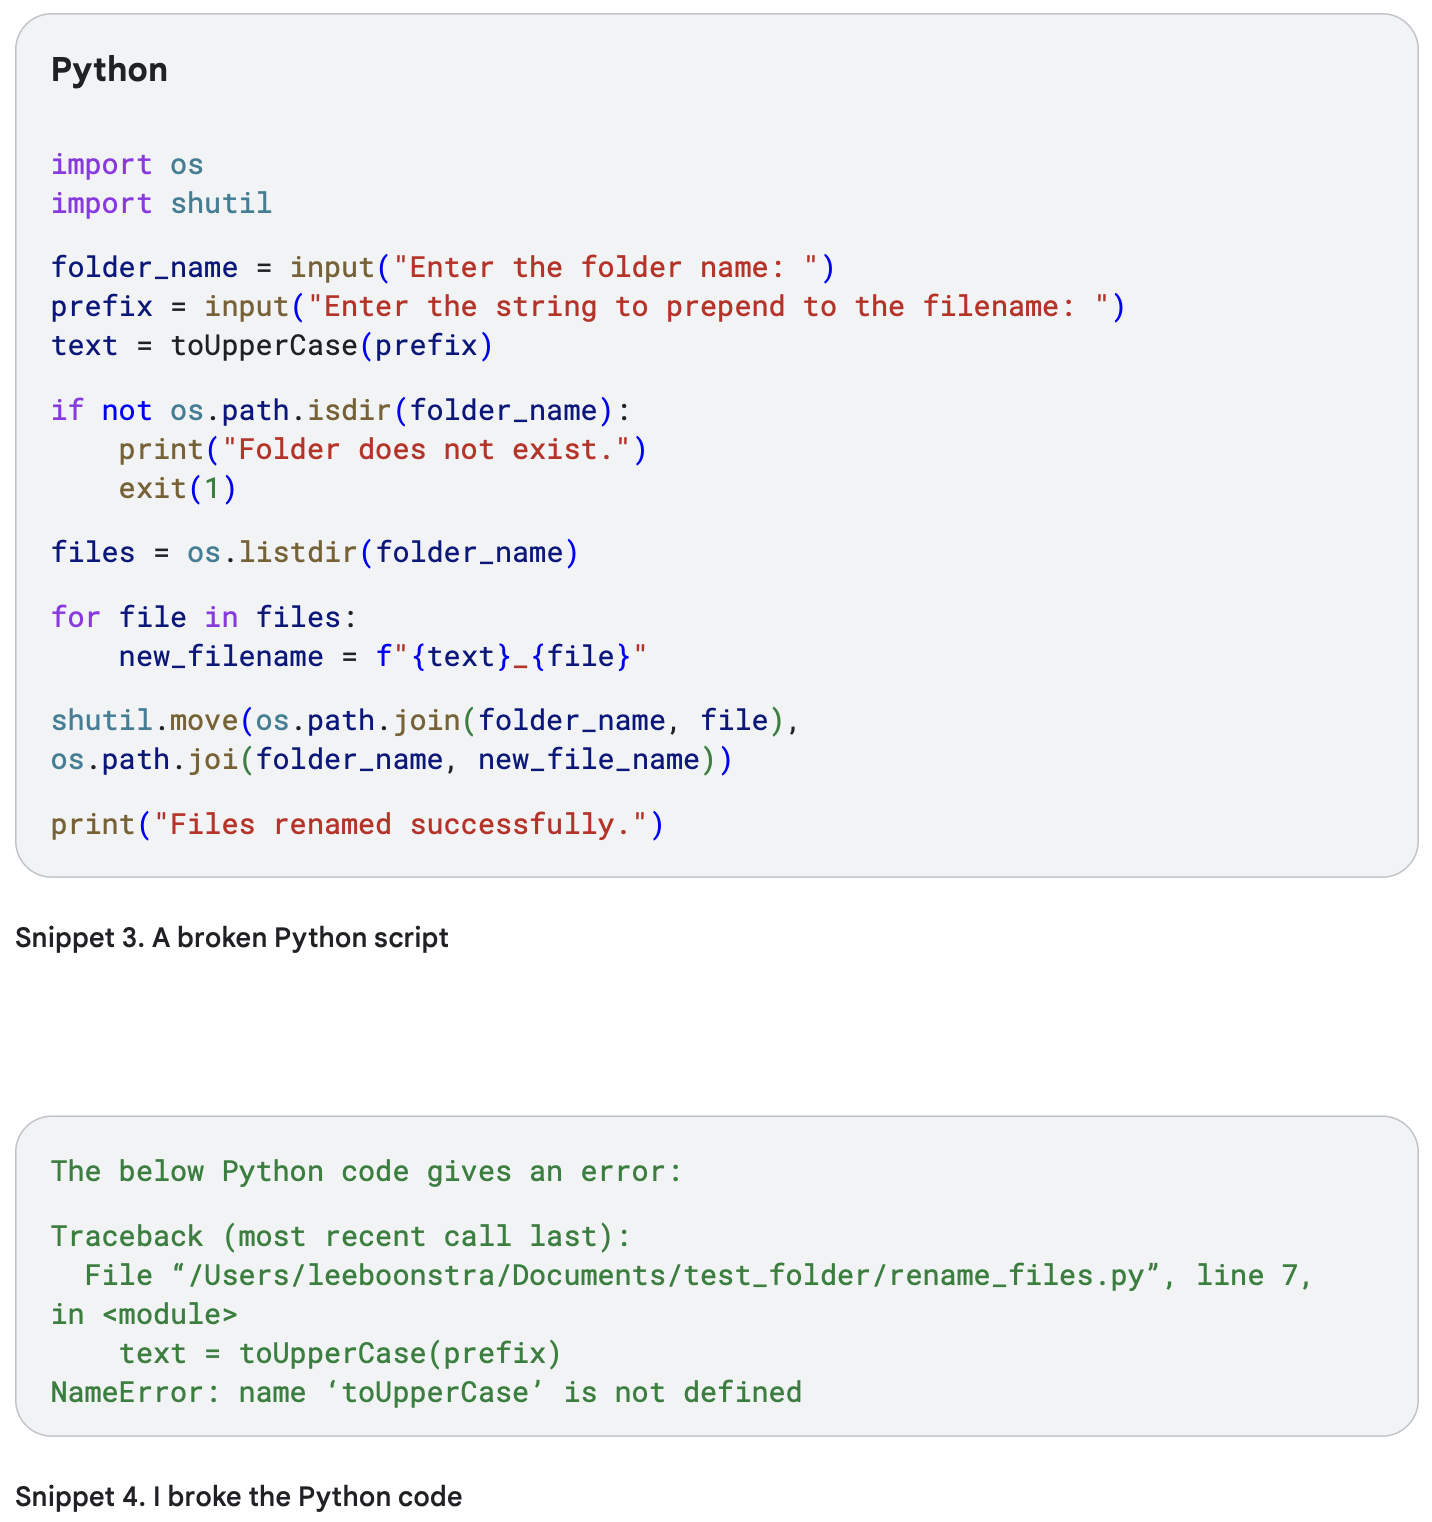 Python
import os
import shutil
folder_name = input("Enter the folder name: ")
prefix = input("Enter the string to prepend to the filename: ")
text = toUpperCase(prefix)
if not os.path.isdir(folder_name):
    print("Folder does not exist.")
    exit(1)
files = os.listdir(folder_name)
for file in files:
    new_filename = f"{text}_{file}"
shutil.move(os.path.join(folder_name, file),
os.path.joi(folder_name, new_file_name))
print("Files renamed successfully.")
Snippet 3. A broken Python script
The below Python code gives an error:
Traceback (most recent call last):
  File “/Users/leeboonstra/Documents/test_folder/rename_files.py”, line 7,
in <module>
    text = toUpperCase(prefix)
NameError: name ‘toUpperCase’ is not defined
Snippet 4. I broke the Python code